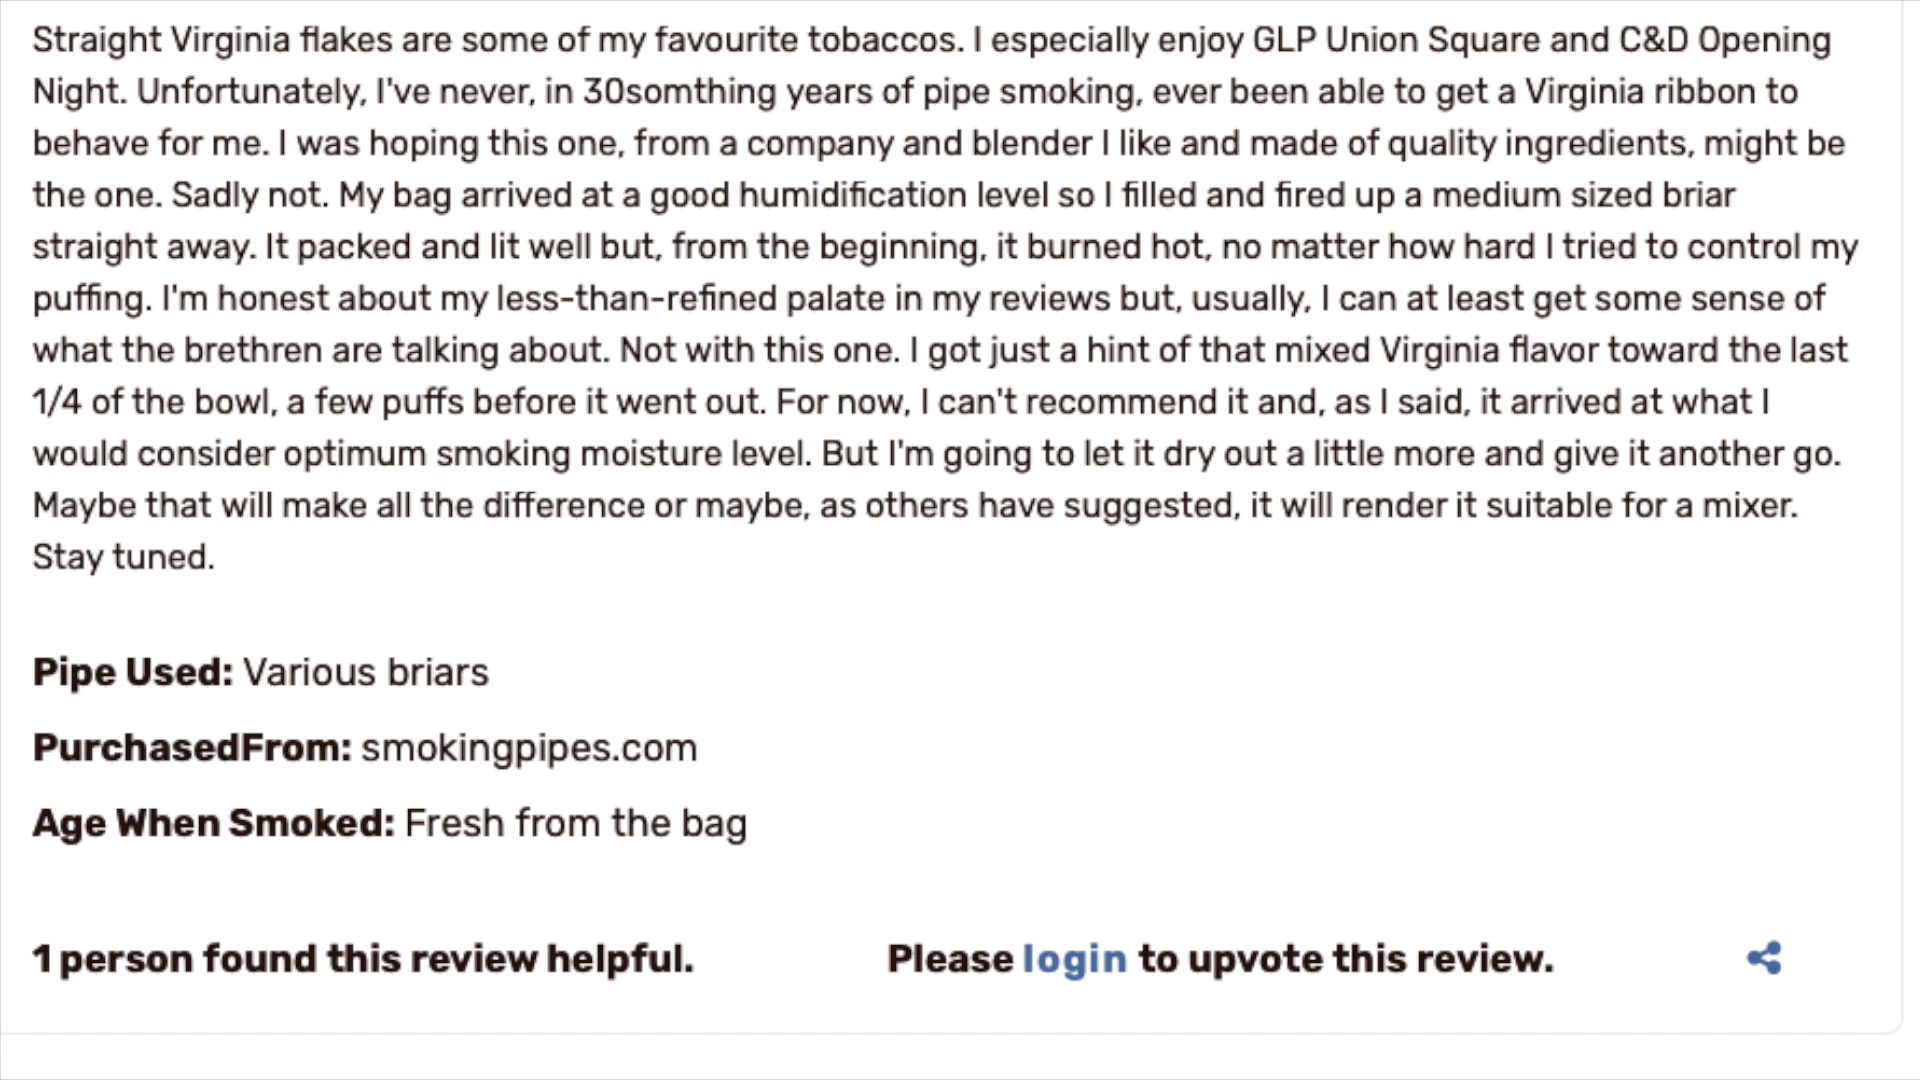 Straight Virginia flakes are some of my favourite tobaccos. I especially enjoy GLP Union Square and C&D Opening
Night. Unfortunately, I've never, in 30somthing years of pipe smoking, ever been able to get a Virginia ribbon to
behave for me. I was hoping this one, from a company and blender I like and made of quality ingredients, might be
the one. Sadly not. My bag arrived at a good humidification level so I filled and fired up a medium sized briar
straight away. It packed and lit well but, from the beginning, it burned hot, no matter how hard I tried to control my
puffing. I'm honest about my less-than-refined palate in my reviews but, usually, I can at least get some sense of
what the brethren are talking about. Not with this one. I got just a hint of that mixed Virginia flavor toward the last
1/4 of the bowl, a few puffs before it went out. For now, I can't recommend it and, as I said, it arrived at what I
would consider optimum smoking moisture level. But I'm going to let it dry out a little more and give it another go.
Maybe that will make all the difference or maybe, as others have suggested, it will render it suitable for a mixer.
Stay tuned.
Pipe Used: Various briars
PurchasedFrom: smokingpipes.com
Age When Smoked: Fresh from the bag
1 person found this review helpful. Please login to upvote this review.